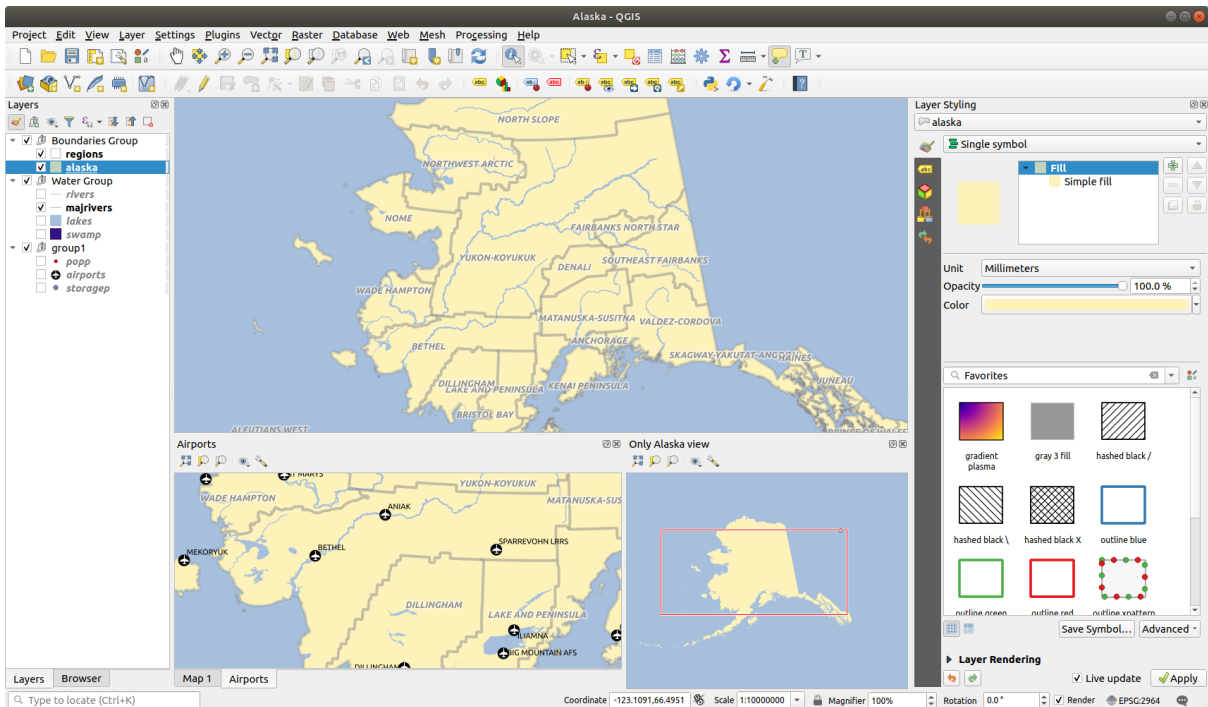 Alaska - QGIS
Project Edit View Layer Settings Plugins Vector Raster Database Web Mesh Processing Help
Layers
Boundaries Group
regions
alaska
Water Group
rivers
majrivers
lakes
swamp
group1
popp
airports
storagep
NORTH SLOPE
NORTHWEST ARCTIC
NOME
FAIRBANKS NORTH STAR
YUKON-KOYUKUK
SOUTHEAST FAIRBANKS
DENALI
WADE HAMPTON
MATANUSKA-SUSITNA
VALDEZ-CORDOVA
ANCHORAGE
BETHEL
SKAGWAY-YAKUTAT-ANGOON
HAINES
JUNEAU
DILLINGHAM
LAKE AND PENINSULA
KENAI PENINSULA
BRISTOL BAY
ALEUTIANS WEST
Airports
WADE HAMPTON
YUKON-KOYUKUK
MATANUSKA-SUS
ANIAK
MEKORYUK
BETHEL
SPARREVOHN LRRS
DILLINGHAM
LAKE AND PENINSULA
ILIAMNA
BIG MOUNTAIN AFS
DILLINGHAM
Only Alaska view
Layer Styling
alaska
Single symbol
Fill
Simple fill
Unit Millimeters
Opacity 100.0 %
Color
Favorites
gradient plasma
gray 3 fill
hashed black /
hashed black \
hashed black X
outline blue
outline green
outline red
outline xpattern
Save Symbol... Advanced
Layer Rendering
Live update Apply
Layers Browser
Map 1 Airports
Type to locate (Ctrl+K)
Coordinate -123.1091,66.4951 Scale 1:10000000 Magnifier 100% Rotation 0.0 ° Render EPSG:2964